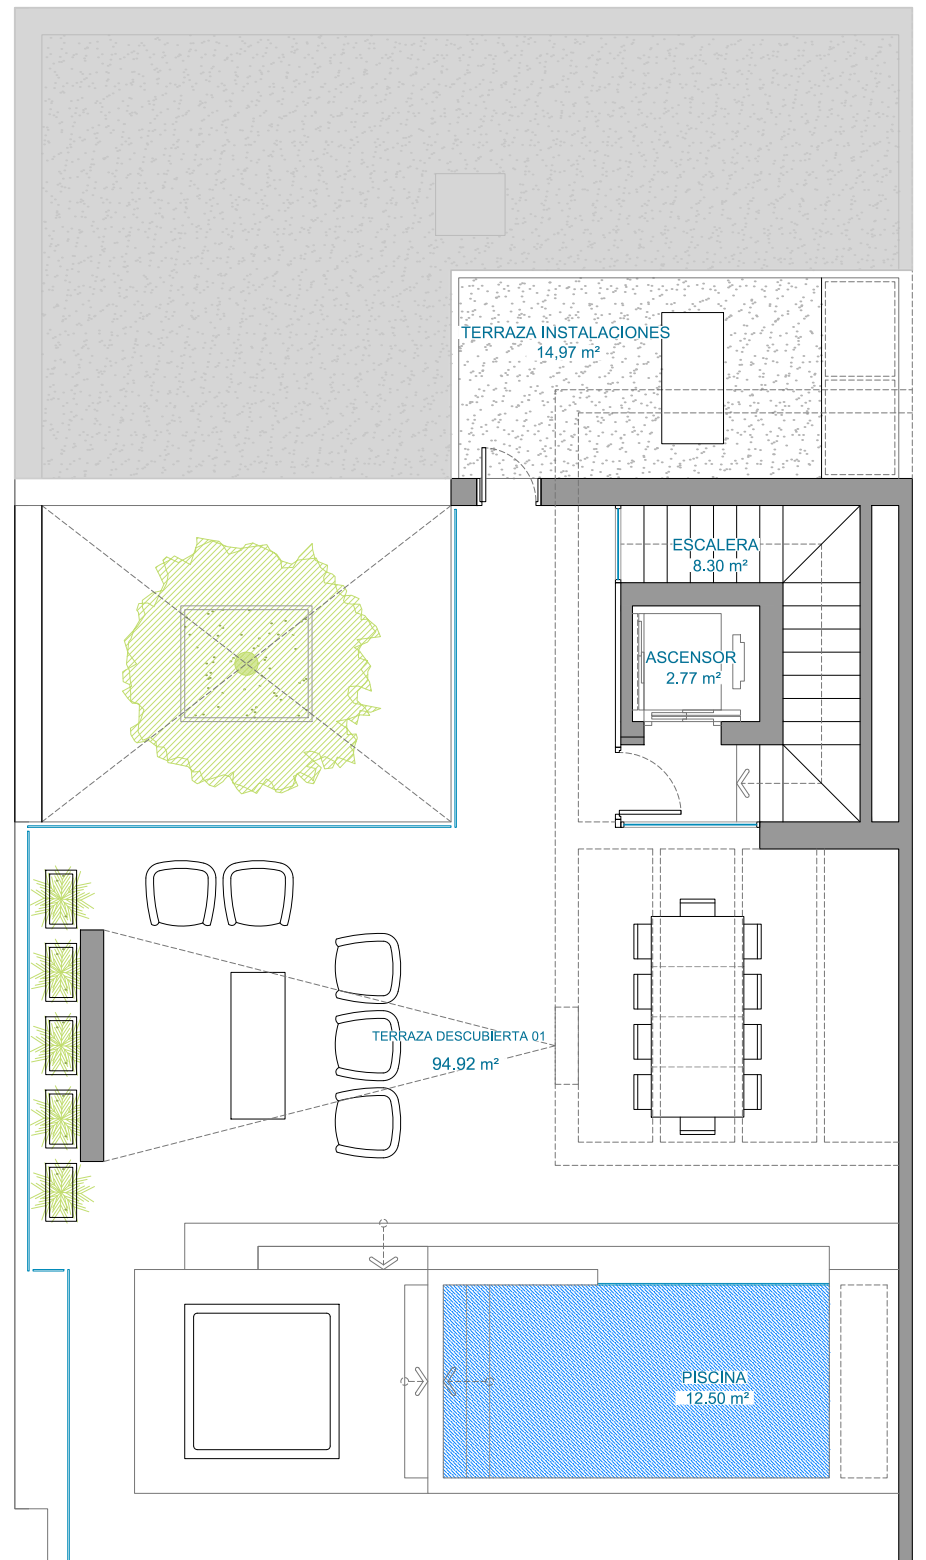 TERRAZA INSTALACIONES
14,97 m²
ESCALERA
8.30 m²
ASCENSOR
2.77 m²
TERRAZA DESCUBIERTA 01
94.92 m²
PISCINA
12.50 m²